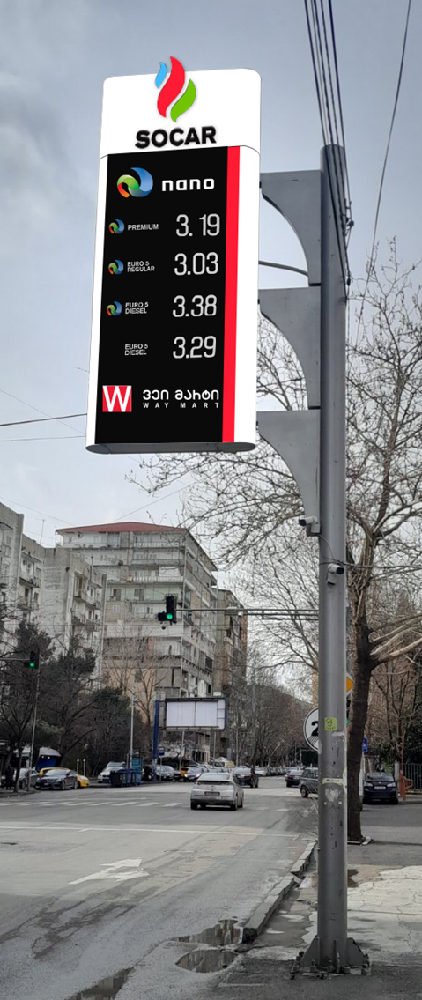 SOCAR
nano
PREMIUM 3.19
EURO 5 REGULAR 3.03
EURO 5 DIESEL 3.38
EURO 5 DIESEL 3.29
W ვეი მარტი
WAY MART
2